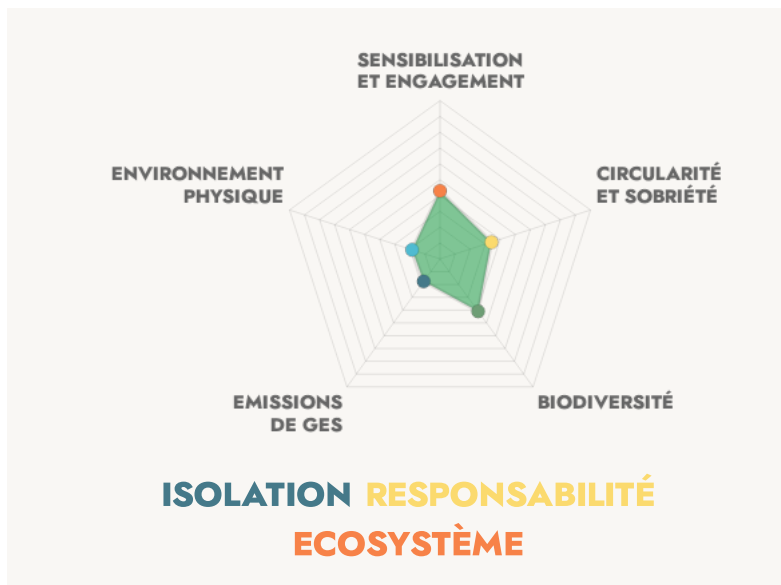 SENSIBILISATION
ET ENGAGEMENT
ENVIRONNEMENT
PHYSIQUE
CIRCULARITÉ
ET SOBRIÉTÉ
EMISSIONS
DE GES
BIODIVERSITÉ
ISOLATION RESPONSABILITÉ
ECOSYSTÈME